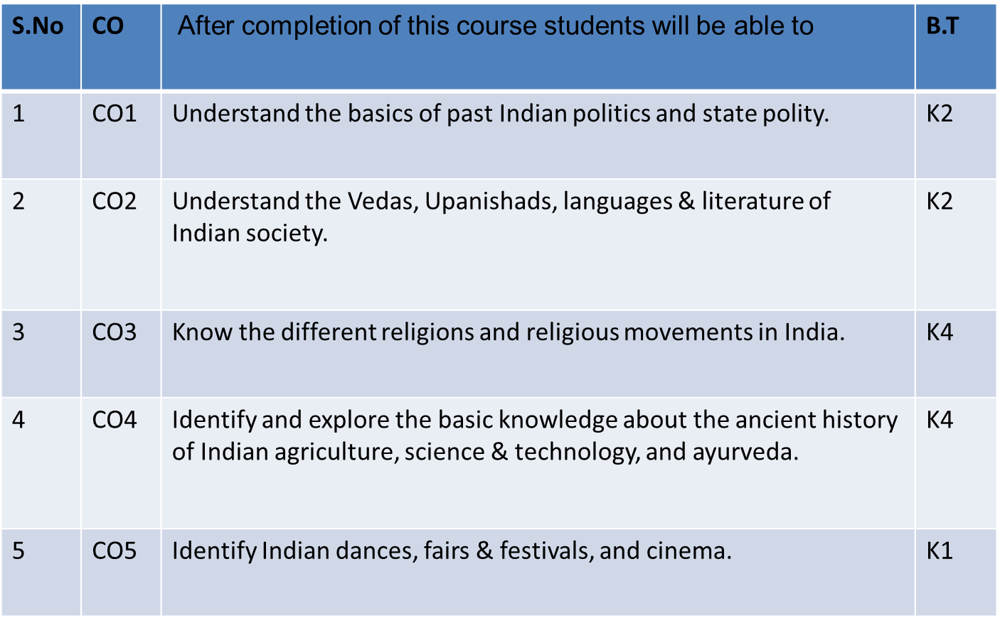 S.No CO After completion of this course students will be able to B.T
1 CO1 Understand the basics of past Indian politics and state polity. K2
2 CO2 Understand the Vedas, Upanishads, languages & literature of K2
Indian society.
3 CO3 Know the different religions and religious movements in India. K4
4 CO4 Identify and explore the basic knowledge about the ancient history K4
of Indian agriculture, science & technology, and ayurveda.
5 CO5 Identify Indian dances, fairs & festivals, and cinema. K1